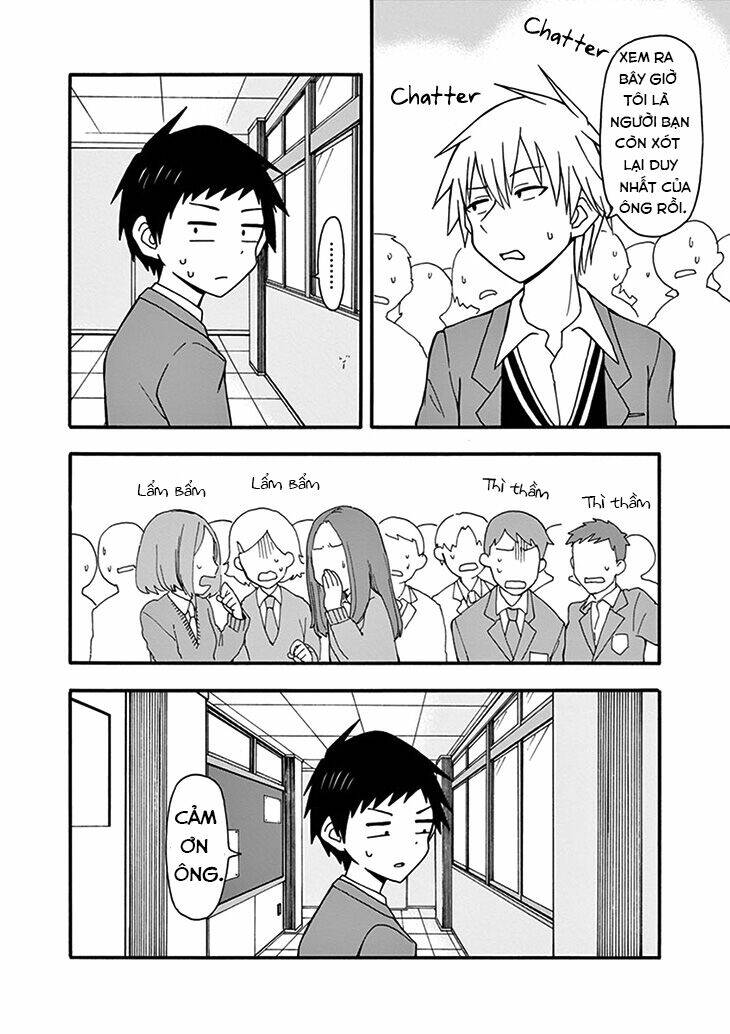 Chatter
Chatter
XEM RA
BÂY GIỜ
TÔI LÀ
NGƯỜI BẠN
CÒN XÓT
LẠI DUY
NHẤT CỦA
ÔNG RỒI.
.........
Lẩm bẩm
Lẩm bẩm
Thì thầm
Thì thầm
CẢM
ƠN
ÔNG.